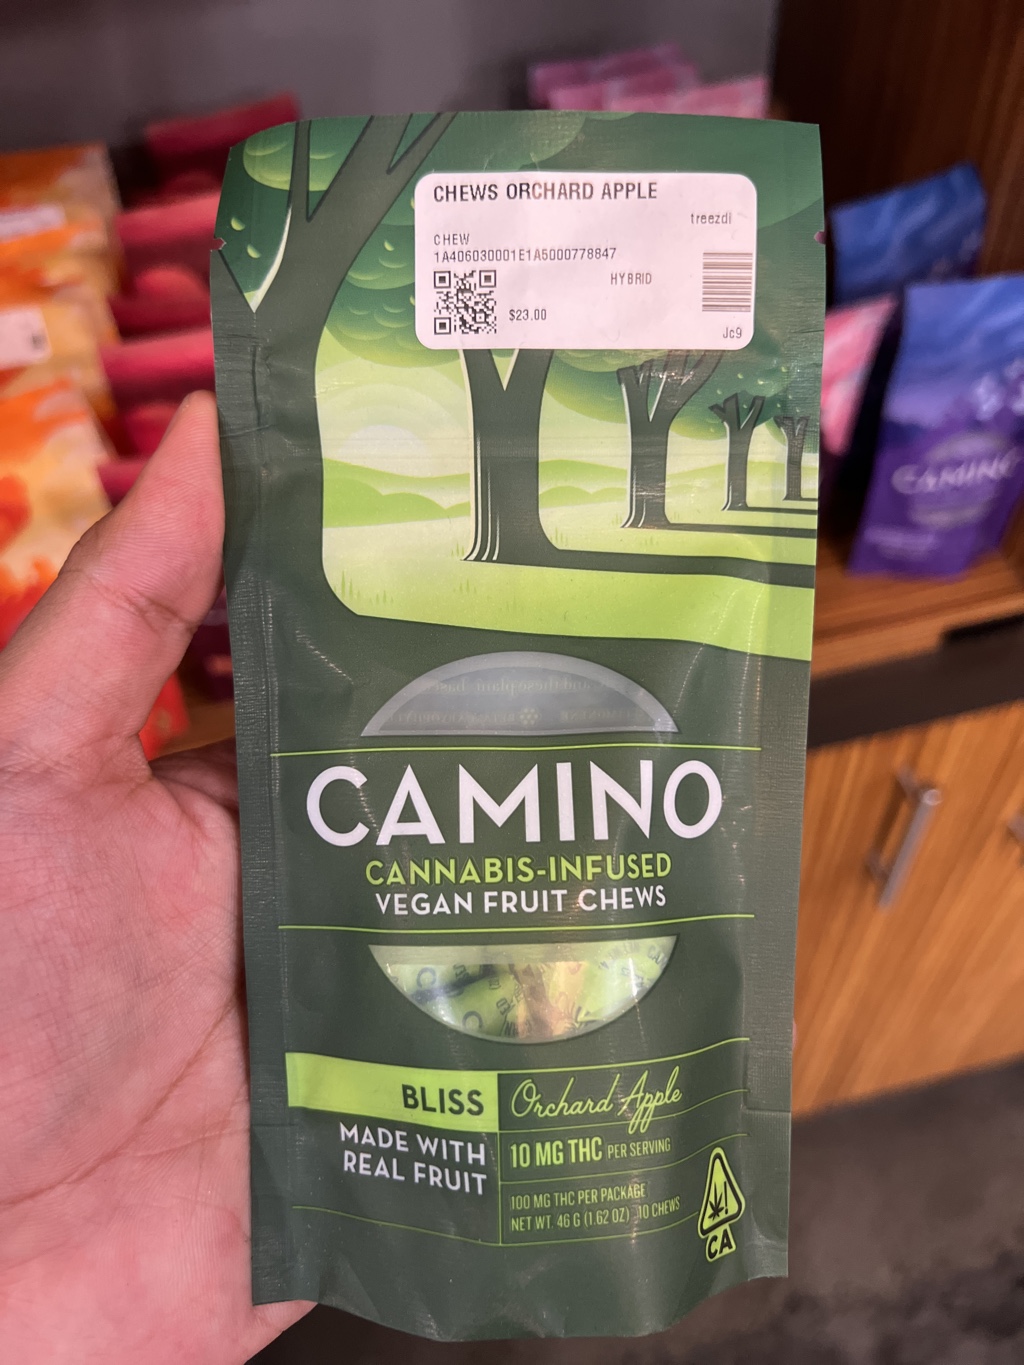 CHEWS ORCHARD APPLE
treezdi
CHEW
1A406030001E1A5000778847
HYBRID
$23.00
Jc9
CAMINO
CAMINO
CANNABIS-INFUSED
VEGAN FRUIT CHEWS
BLISS
Orchard Apple
MADE WITH
REAL FRUIT
10 MG THC PER SERVING
100 MG THC PER PACKAGE
NET WT. 46 G (1.62 OZ) 10 CHEWS
CA